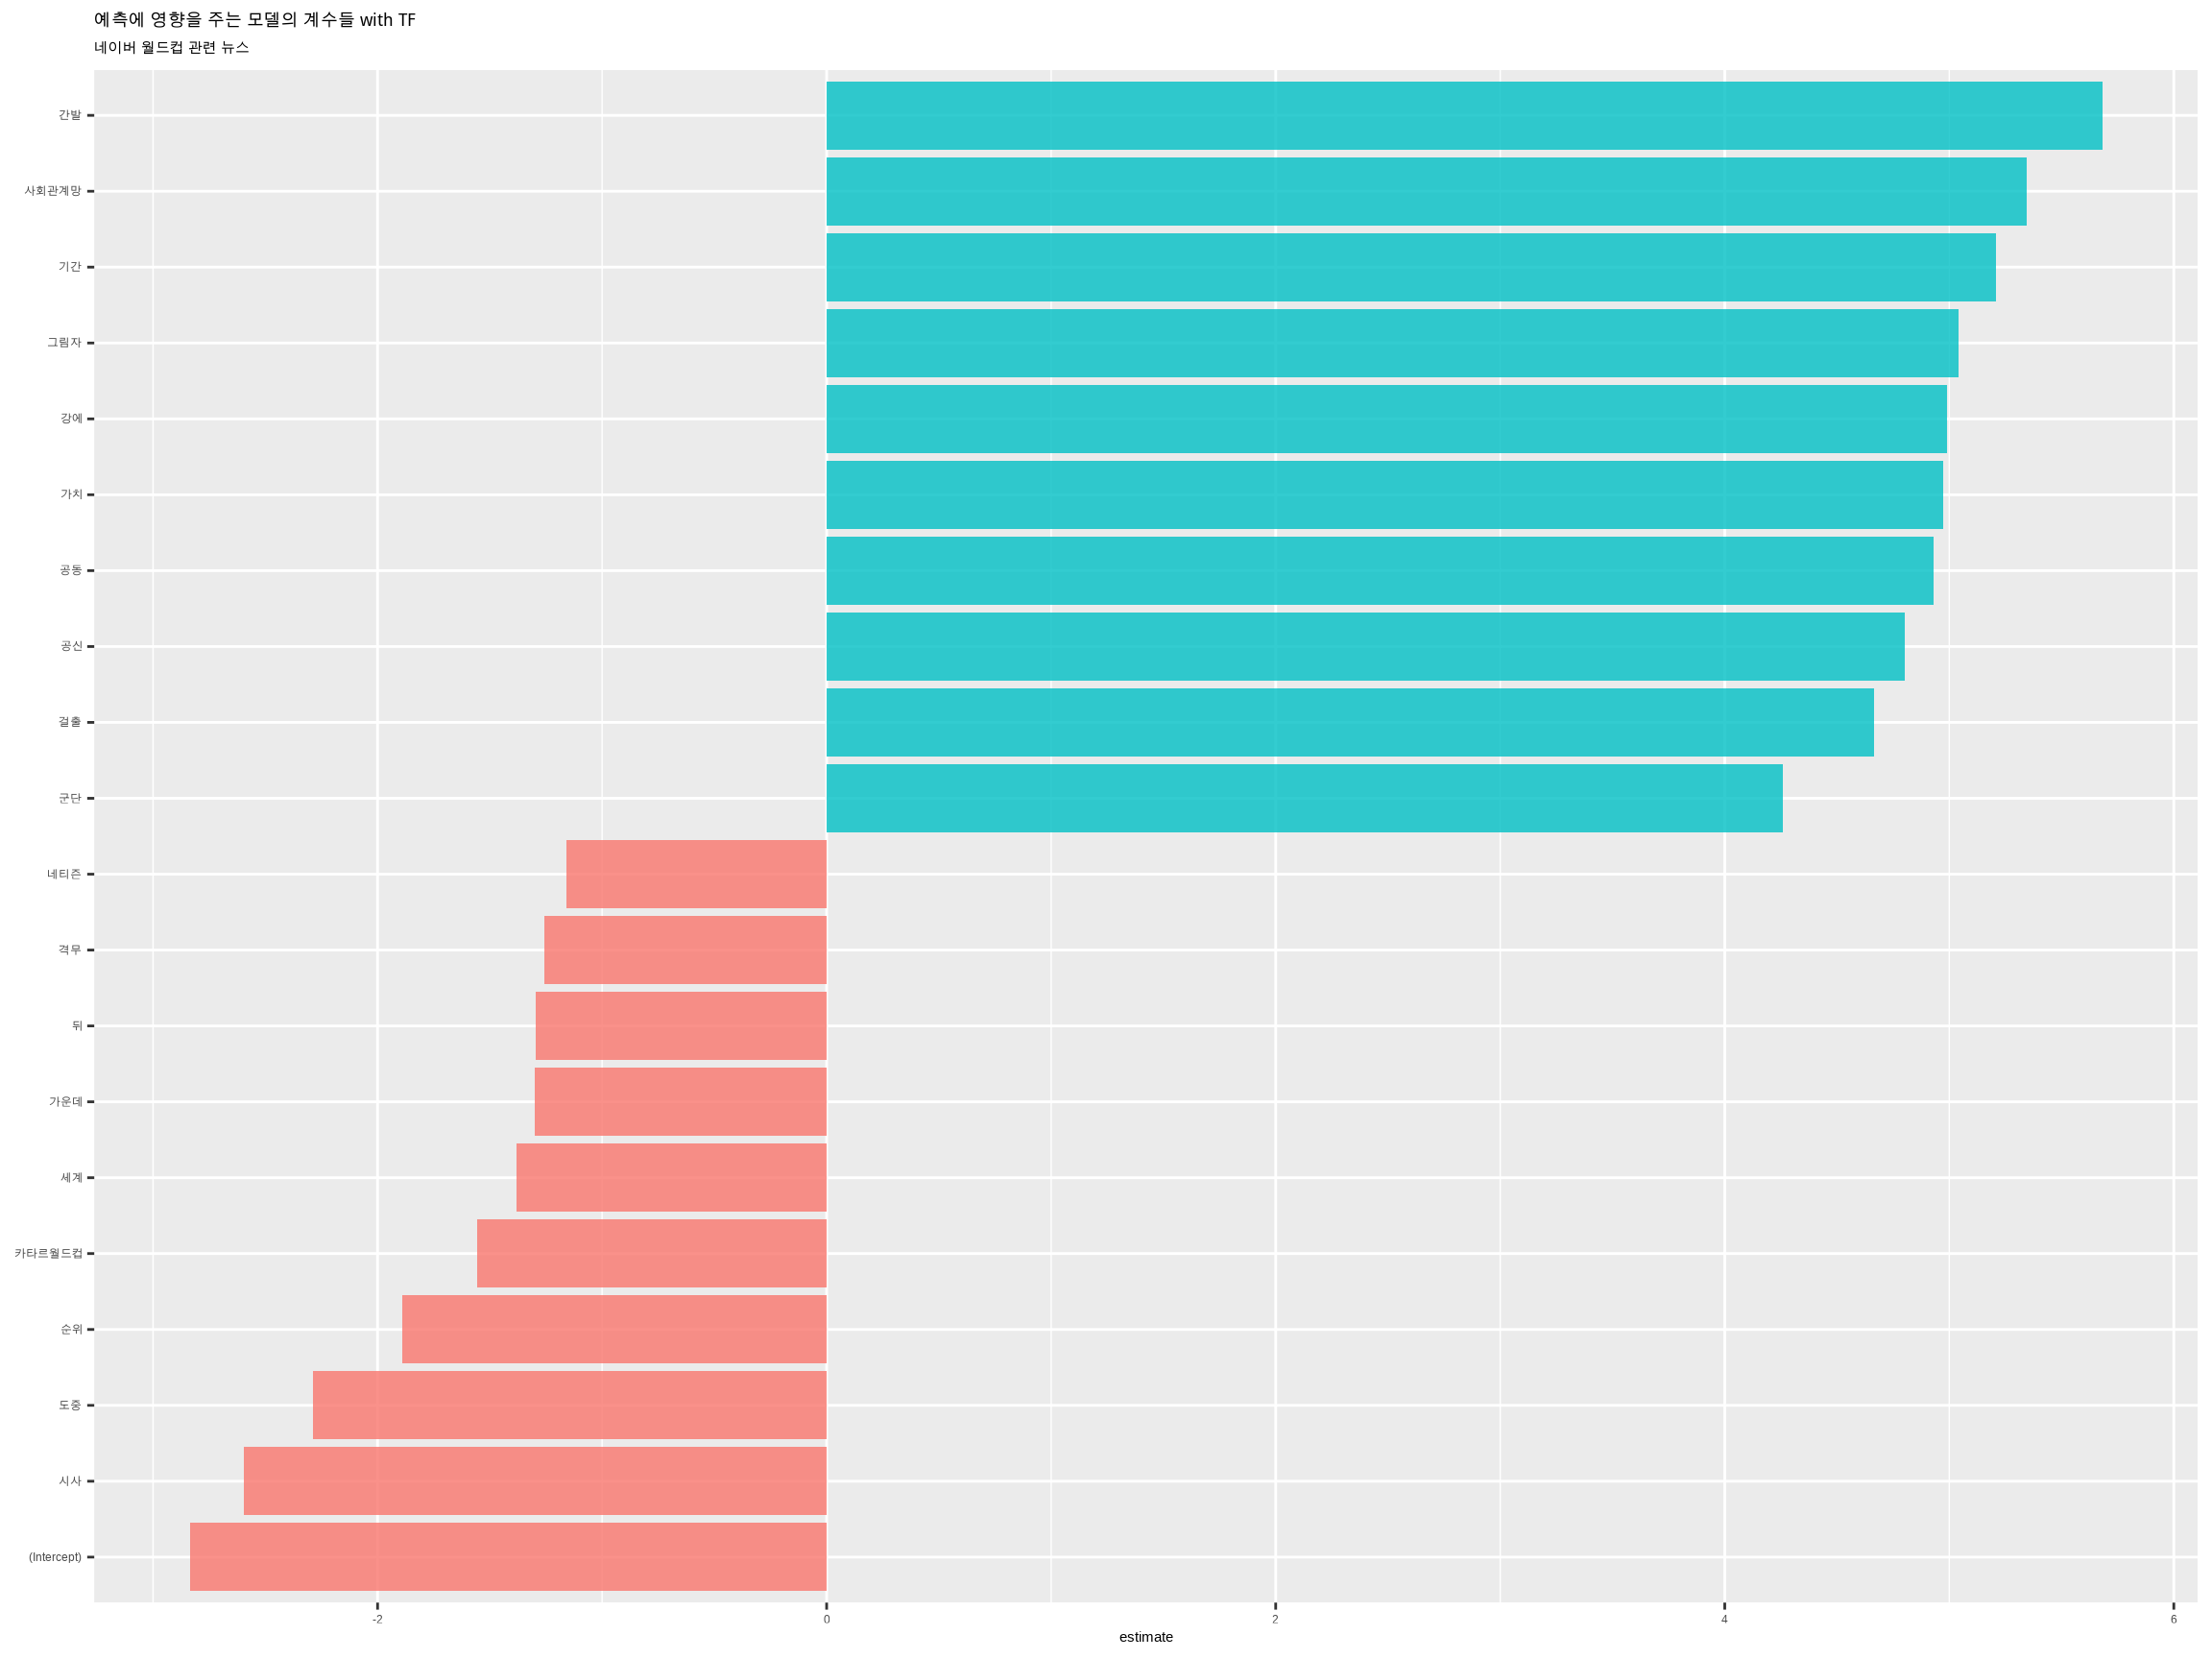 예측에 영향을 주는 모델의 계수들 with TF
네이버 월드컵 관련 뉴스
간발
사회관계망
기간
그림자
강에
가치
공동
공신
걸출
군단
네티즌
격무
뒤
가운데
세계
카타르월드컵
순위
도중
시사
(Intercept)
-2 0 2 4 6
estimate